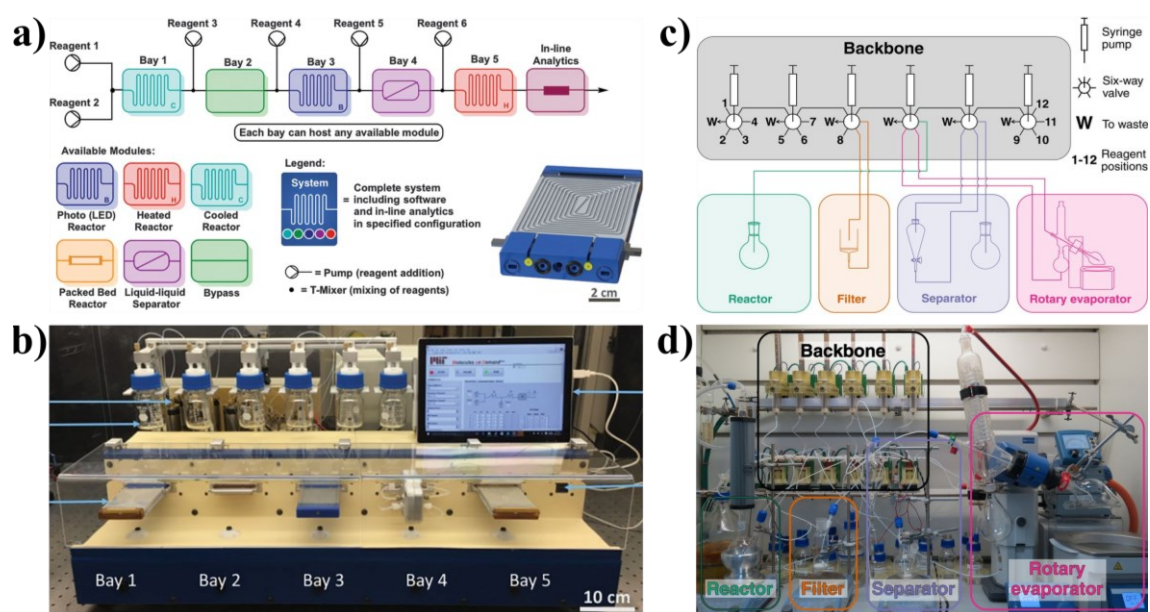 a)
Reagent 1
Reagent 2
Reagent 3
Reagent 4
Reagent 5
Reagent 6
Bay 1
Bay 2
Bay 3
Bay 4
Bay 5
In-line
Analytics
C
B
H
Each bay can host any available module
Available Modules:
B
H
C
Photo (LED)
Reactor
Heated
Reactor
Cooled
Reactor
Packed Bed
Reactor
Liquid-liquid
Separator
Bypass
Legend:
System
Complete system
= including software
and in-line analytics
in specified configuration
= Pump (reagent addition)
= T-Mixer (mixing of reagents)
2 cm
b)
Bay 1
Bay 2
Bay 3
Bay 4
Bay 5
10 cm
c)
Backbone
1
12
W
4
W
7
W
W
W
W
11
2
3
5
6
8
9
10
Syringe
pump
Six-way
valve
W To waste
1-12 Reagent
positions
Reactor
Filter
Separator
Rotary evaporator
d)
Backbone
Reactor
Filter
Separator
Rotary
evaporator